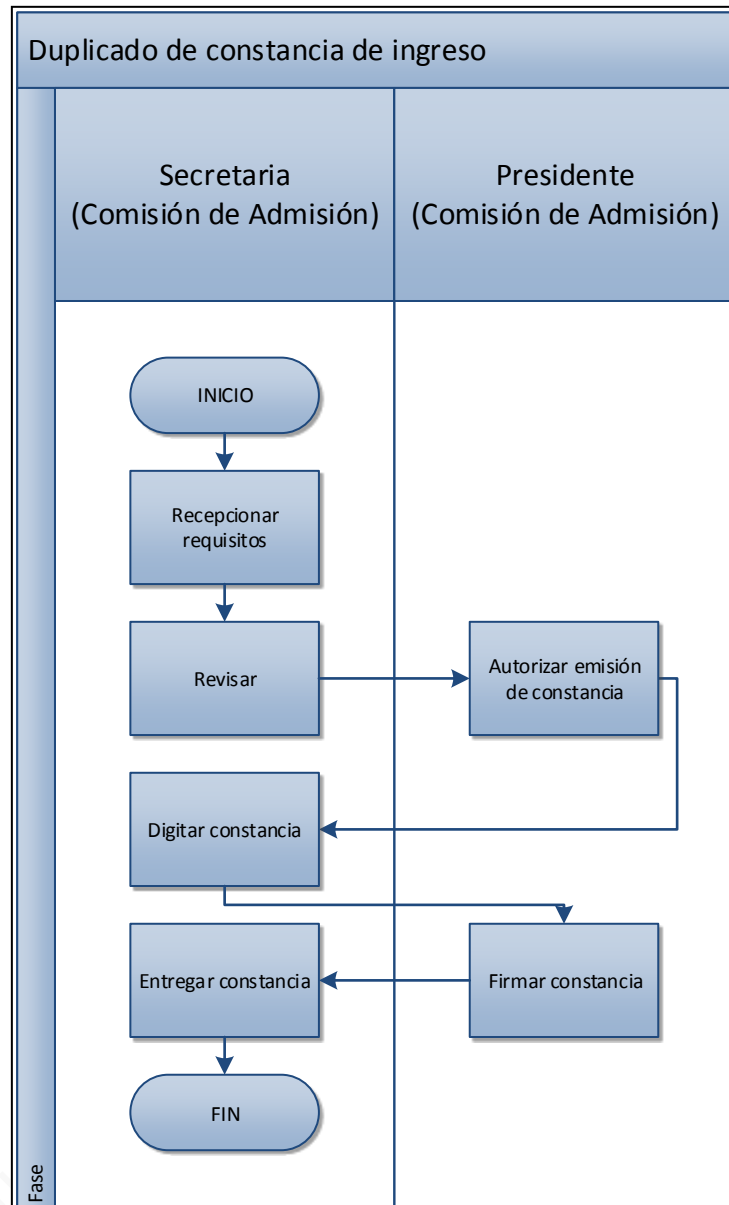 Duplicado de constancia de ingreso
Secretaria
(Comisión de Admisión)
Presidente
(Comisión de Admisión)
INICIO
Recepcionar
requisitos
Revisar
Autorizar emisión
de constancia
Digitar constancia
Firmar constancia
Entregar constancia
FIN
Fase